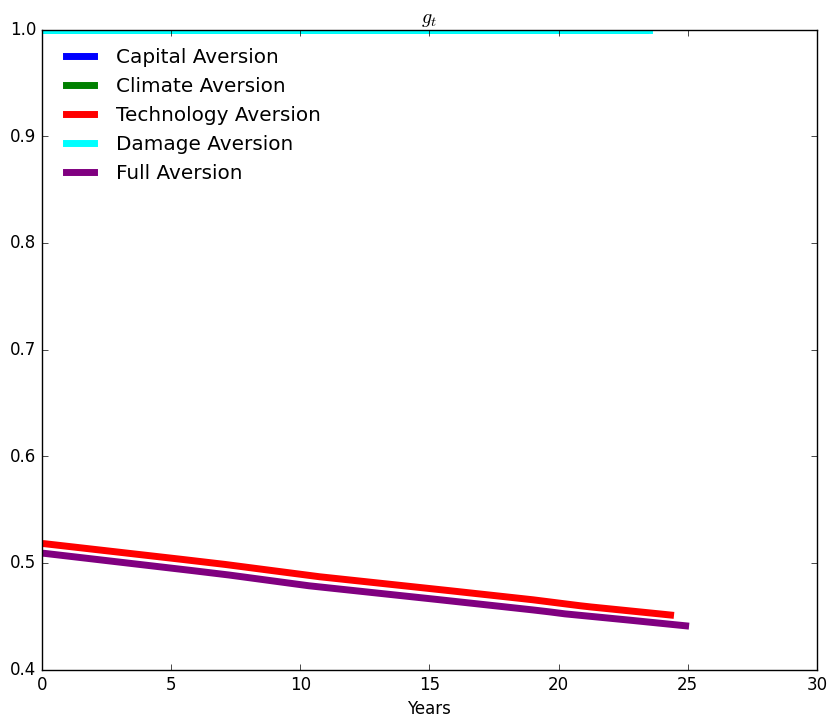 g_t
1.0
Capital Aversion
Climate Aversion
Technology Aversion
Damage Aversion
Full Aversion
0.9
0.8
0.7
0.6
0.5
0.4
0 5 10 15 20 25 30
Years